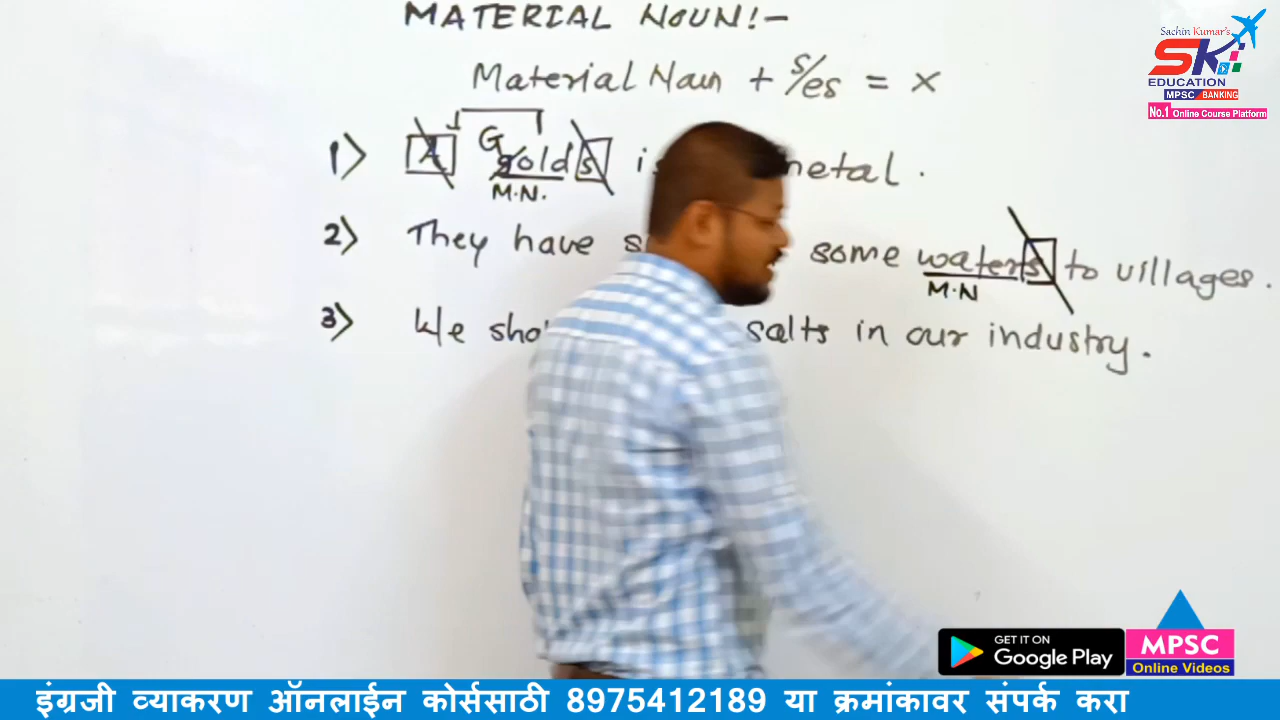 MATERIAL NOUN!-
Material Noun + s/es = x
1> A Golds is metal.
M.N.
2> They have some waters to villages.
M.N
3> We salts in our industry.
Sachin Kumar's
SK
EDUCATION
MPSC BANKING
No.1 Online Course Platform
GET IT ON
Google Play
MPSC
Online Videos
इंग्रजी व्याकरण ऑनलाईन कोर्ससाठी 8975412189 या क्रमांकावर संपर्क करा